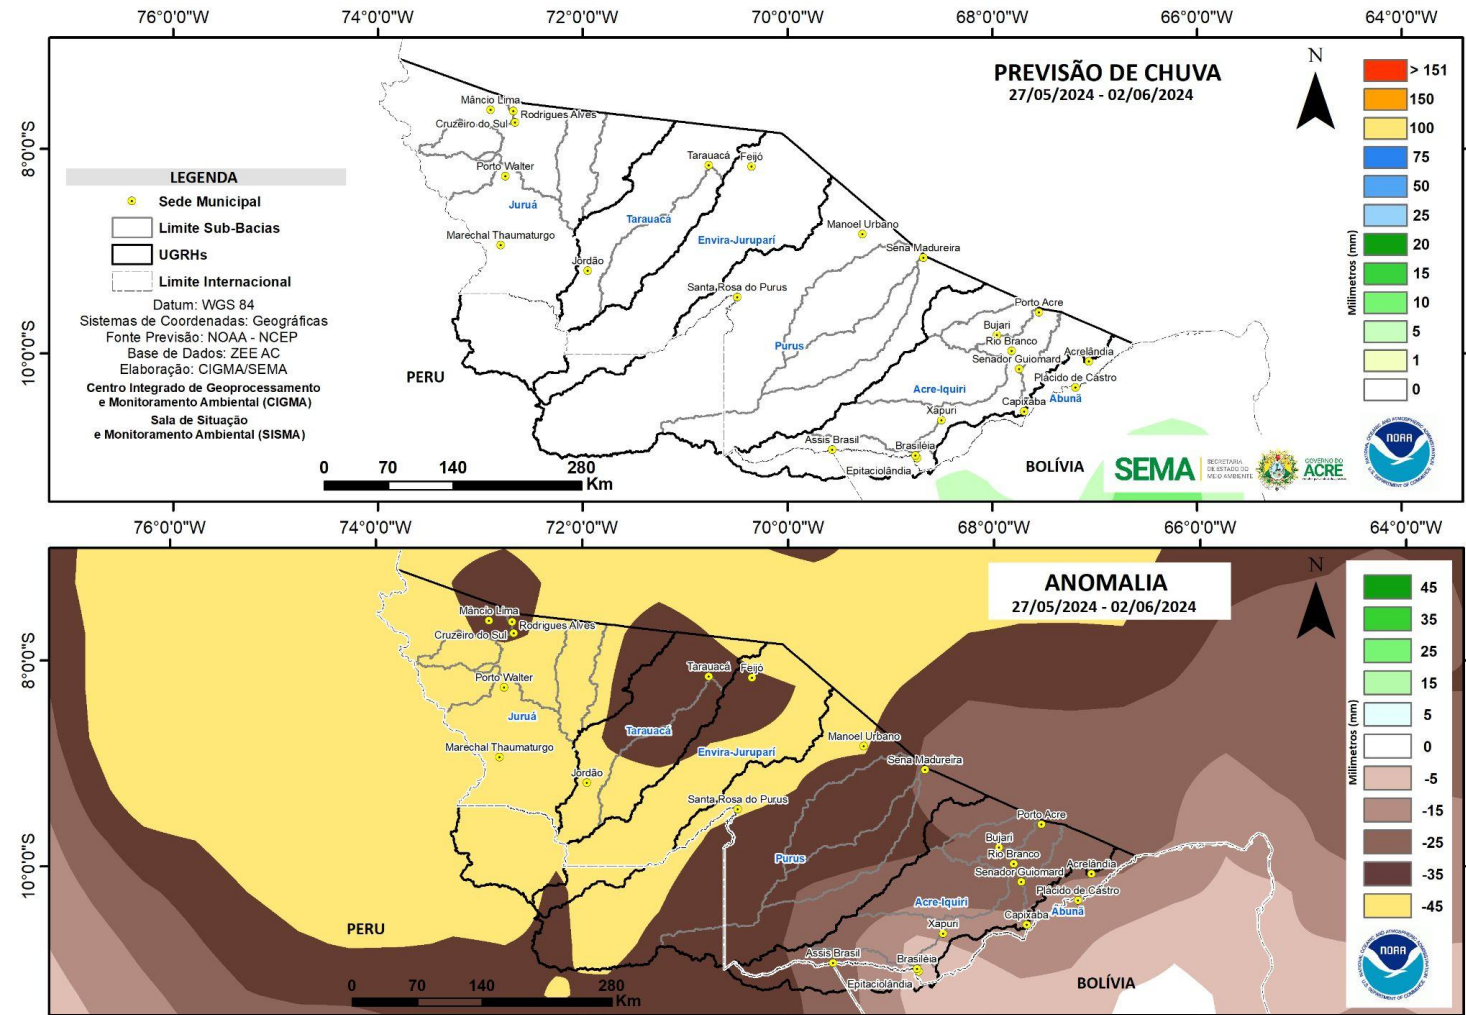 76°0'0"W 74°0'0"W 72°0'0"W 70°0'0"W 68°0'0"W 66°0'0"W 64°0'0"W
PREVISÃO DE CHUVA
27/05/2024 - 02/06/2024
N
Milimetros (mm)
> 151
150
100
75
50
25
20
15
10
5
1
0
8°0'0"S
10°0'0"S
LEGENDA
Sede Municipal
Limite Sub-Bacias
UGRHs
Limite Internacional
Datum: WGS 84
Sistemas de Coordenadas: Geográficas
Fonte Previsão: NOAA - NCEP
Base de Dados: ZEE AC
Elaboração: CIGMA/SEMA
Centro Integrado de Geoprocessamento
e Monitoramento Ambiental (CIGMA)
Sala de Situação
e Monitoramento Ambiental (SISMA)
Mâncio Lima
Rodrigues Alves
Cruzeiro do Sul
Porto Walter
Juruá
Marechal Thaumaturgo
Jordão
Tarauacá
Feijó
Tarauacá
Envira-Juruparí
Manoel Urbano
Sena Madureira
Santa Rosa do Purus
Purus
Porto Acre
Bujari
Rio Branco
Senador Guiomard
Acrelândia
Plácido de Castro
Acre-Iquiri
Abunã
Capixaba
Xapuri
Assis Brasil
Brasiléia
Epitaciolândia
PERU
BOLÍVIA
0 70 140 280
Km
SEMA
SECRETARIA
DE ESTADO DO
MEIO AMBIENTE
GOVERNO DO
ACRE
NOAA
76°0'0"W 74°0'0"W 72°0'0"W 70°0'0"W 68°0'0"W 66°0'0"W 64°0'0"W
ANOMALIA
27/05/2024 - 02/06/2024
N
Milimetros (mm)
45
35
25
15
5
0
-5
-15
-25
-35
-45
8°0'0"S
10°0'0"S
Mâncio Lima
Rodrigues Alves
Cruzeiro do Sul
Porto Walter
Juruá
Marechal Thaumaturgo
Jordão
Tarauacá
Feijó
Tarauacá
Envira-Juruparí
Manoel Urbano
Sena Madureira
Santa Rosa do Purus
Purus
Porto Acre
Bujari
Rio Branco
Senador Guiomard
Acrelândia
Plácido de Castro
Acre-Iquiri
Abunã
Capixaba
Xapuri
Assis Brasil
Brasiléia
Epitaciolândia
PERU
BOLÍVIA
0 70 140 280
Km
NOAA